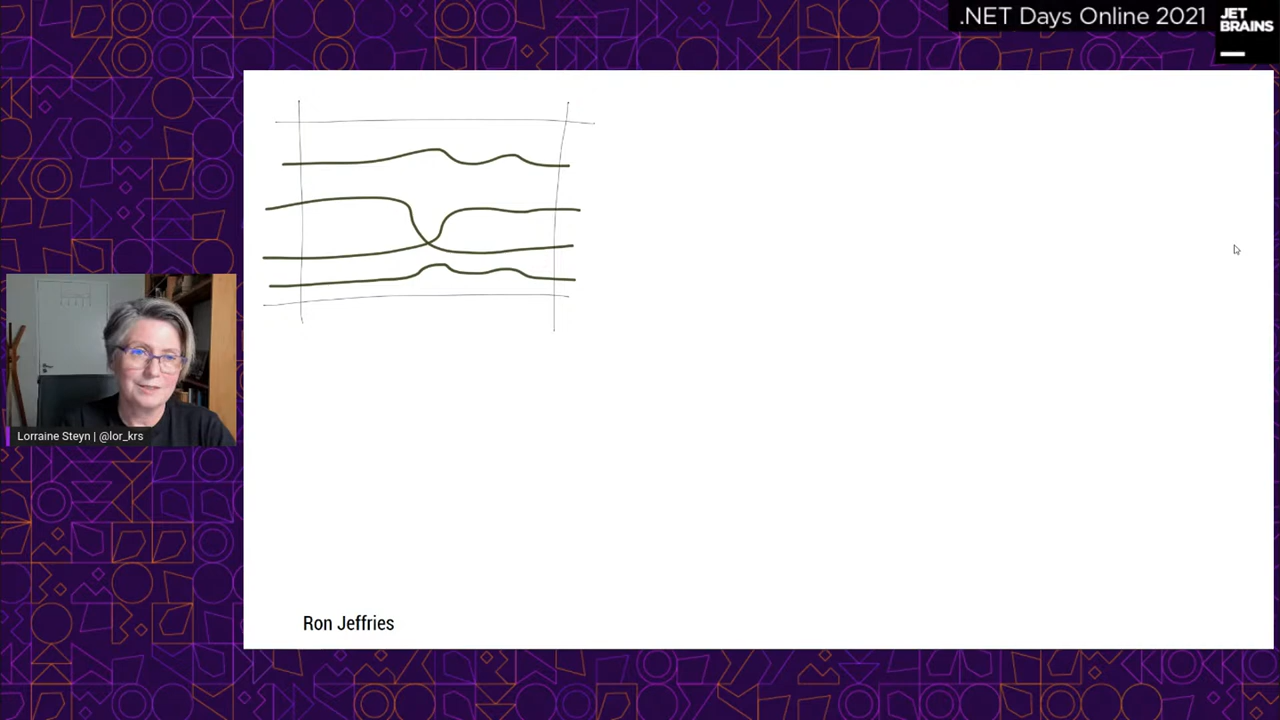 .NET Days Online 2021
JET
BRAINS
Lorraine Steyn | @lor_krs
Ron Jeffries